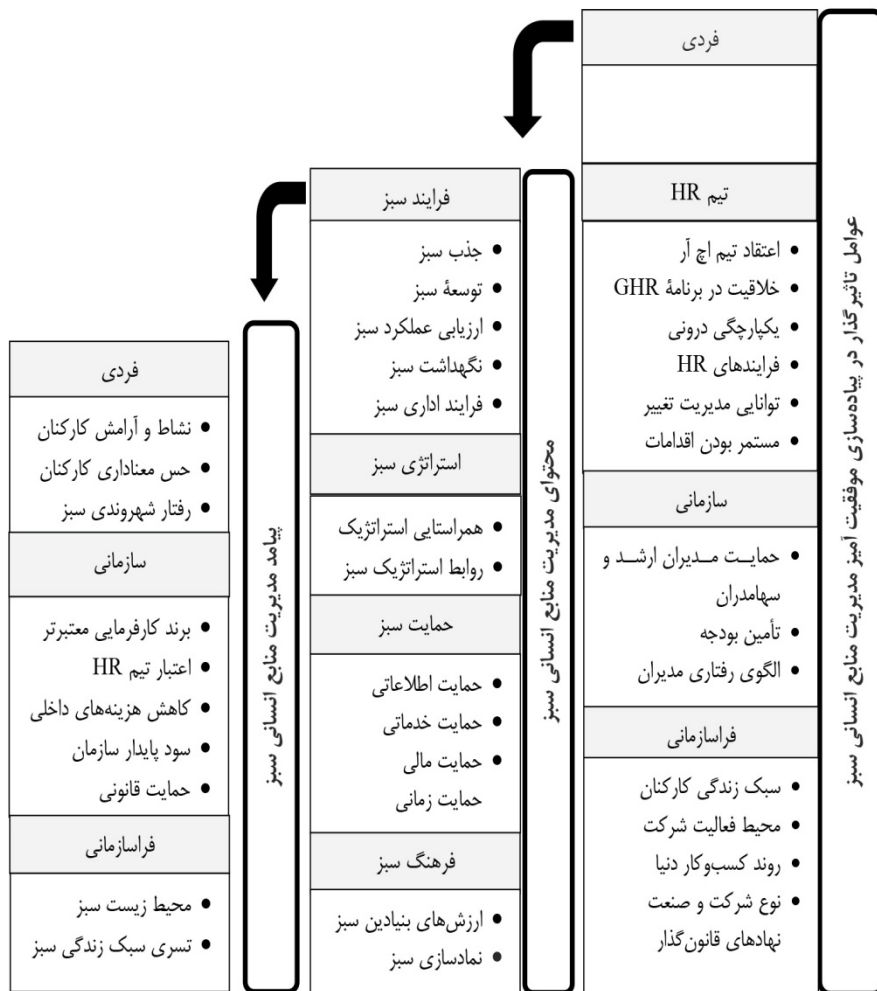 عوامل تاثیرگذار در پیاده‌سازی موفقیت آمیز مدیریت منابع انسانی سبز
فردی
تیم HR
• اعتقاد تیم اچ آر
• خلاقیت در برنامهٔ GHR
• یکپارچگی درونی
• فرایندهای HR
• توانایی مدیریت تغییر
• مستمر بودن اقدامات
سازمانی
• حمایت مدیران ارشد و
سهامدران
• تأمین بودجه
• الگوی رفتاری مدیران
فراسازمانی
• سبک زندگی کارکنان
• محیط فعالیت شرکت
• روند کسب‌وکار دنیا
• نوع شرکت و صنعت
نهادهای قانون‌گذار
محتوای مدیریت منابع انسانی سبز
فرایند سبز
• جذب سبز
• توسعهٔ سبز
• ارزیابی عملکرد سبز
• نگهداشت سبز
• فرایند اداری سبز
استراتژی سبز
• همراستایی استراتژیک
• روابط استراتژیک سبز
حمایت سبز
• حمایت اطلاعاتی
• حمایت خدماتی
• حمایت مالی
حمایت زمانی
فرهنگ سبز
• ارزش‌های بنیادین سبز
• نمادسازی سبز
پیامد مدیریت منابع انسانی سبز
فردی
• نشاط و آرامش کارکنان
• حس معناداری کارکنان
• رفتار شهروندی سبز
سازمانی
• برند کارفرمایی معتبرتر
• اعتبار تیم HR
• کاهش هزینه‌های داخلی
• سود پایدار سازمان
• حمایت قانونی
فراسازمانی
• محیط زیست سبز
• تسری سبک زندگی سبز